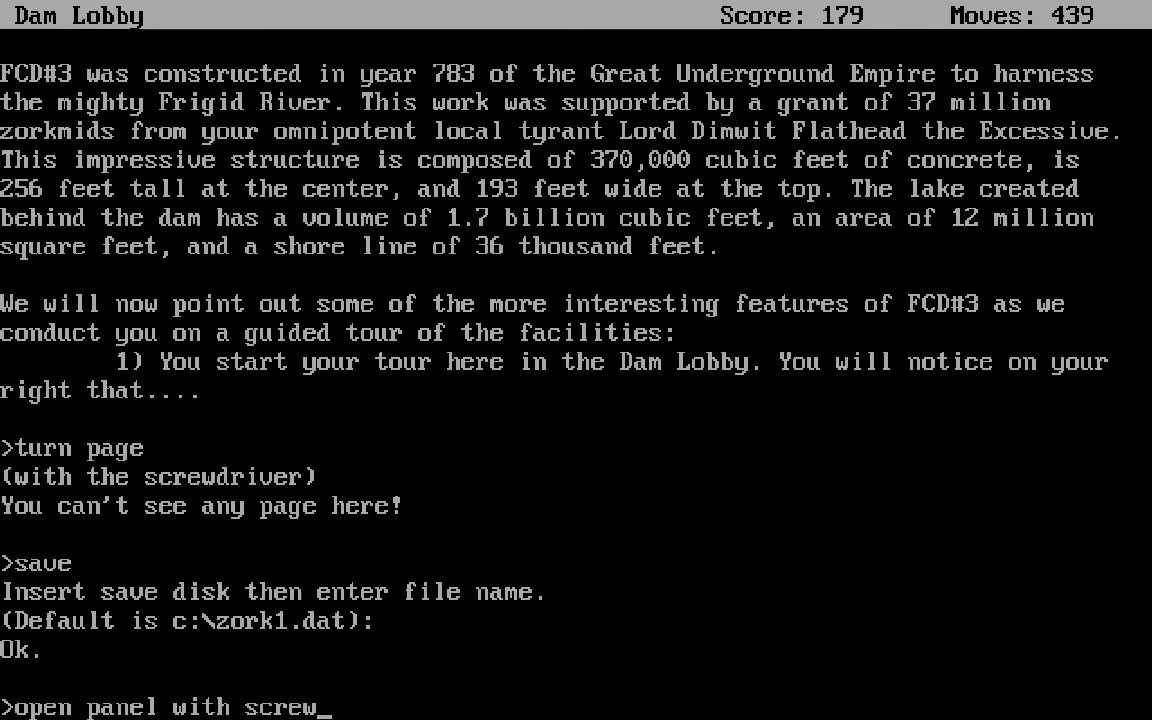 Dam Lobby Score: 179 Moves: 439
FCD#3 was constructed in year 783 of the Great Underground Empire to harness
the mighty Frigid River. This work was supported by a grant of 37 million
zorkmids from your omnipotent local tyrant Lord Dimwit Flathead the Excessive.
This impressive structure is composed of 370,000 cubic feet of concrete, is
256 feet tall at the center, and 193 feet wide at the top. The lake created
behind the dam has a volume of 1.7 billion cubic feet, an area of 12 million
square feet, and a shore line of 36 thousand feet.
We will now point out some of the more interesting features of FCD#3 as we
conduct you on a guided tour of the facilities:
1) You start your tour here in the Dam Lobby. You will notice on your
right that....
>turn page
(with the screwdriver)
You can't see any page here!
>save
Insert save disk then enter file name.
(Default is c:\zork1.dat):
Ok.
>open panel with screw_